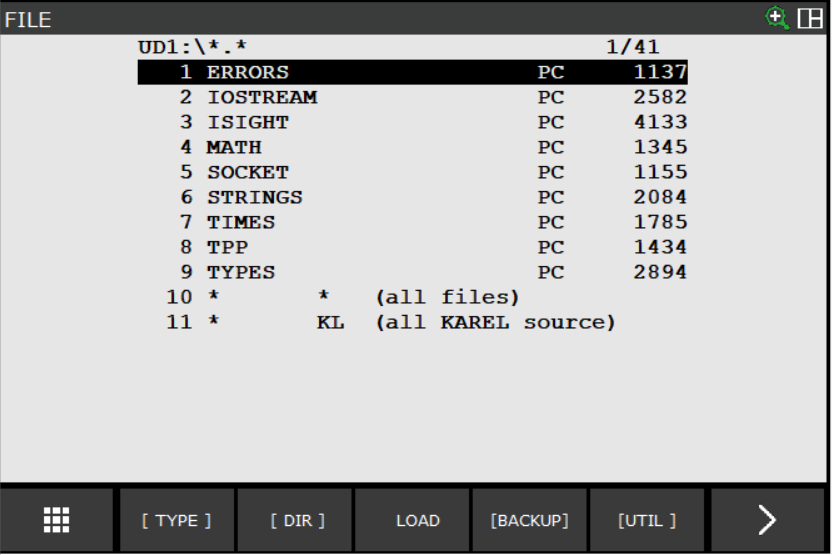 FILE
UD1:\*.* 1/41
1 ERRORS PC 1137
2 IOSTREAM PC 2582
3 ISIGHT PC 4133
4 MATH PC 1345
5 SOCKET PC 1155
6 STRINGS PC 2084
7 TIMES PC 1785
8 TPP PC 1434
9 TYPES PC 2894
10 * * (all files)
11 * KL (all KAREL source)
[ TYPE ] [ DIR ] LOAD [BACKUP] [UTIL ] >